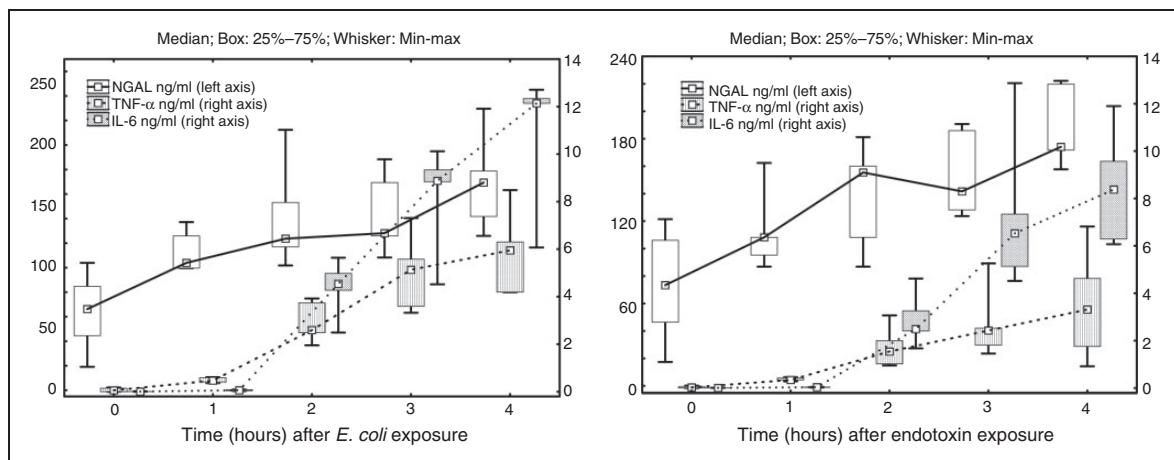 Median; Box: 25%–75%; Whisker: Min-max
250
200
150
100
50
0
14
12
10
8
6
4
2
0
NGAL ng/ml (left axis)
TNF-α ng/ml (right axis)
IL-6 ng/ml (right axis)
0 1 2 3 4
Time (hours) after E. coli exposure
Median; Box: 25%–75%; Whisker: Min-max
240
180
120
60
0
14
12
10
8
6
4
2
0
NGAL ng/ml (left axis)
TNF-α ng/ml (right axis)
IL-6 ng/ml (right axis)
0 1 2 3 4
Time (hours) after endotoxin exposure